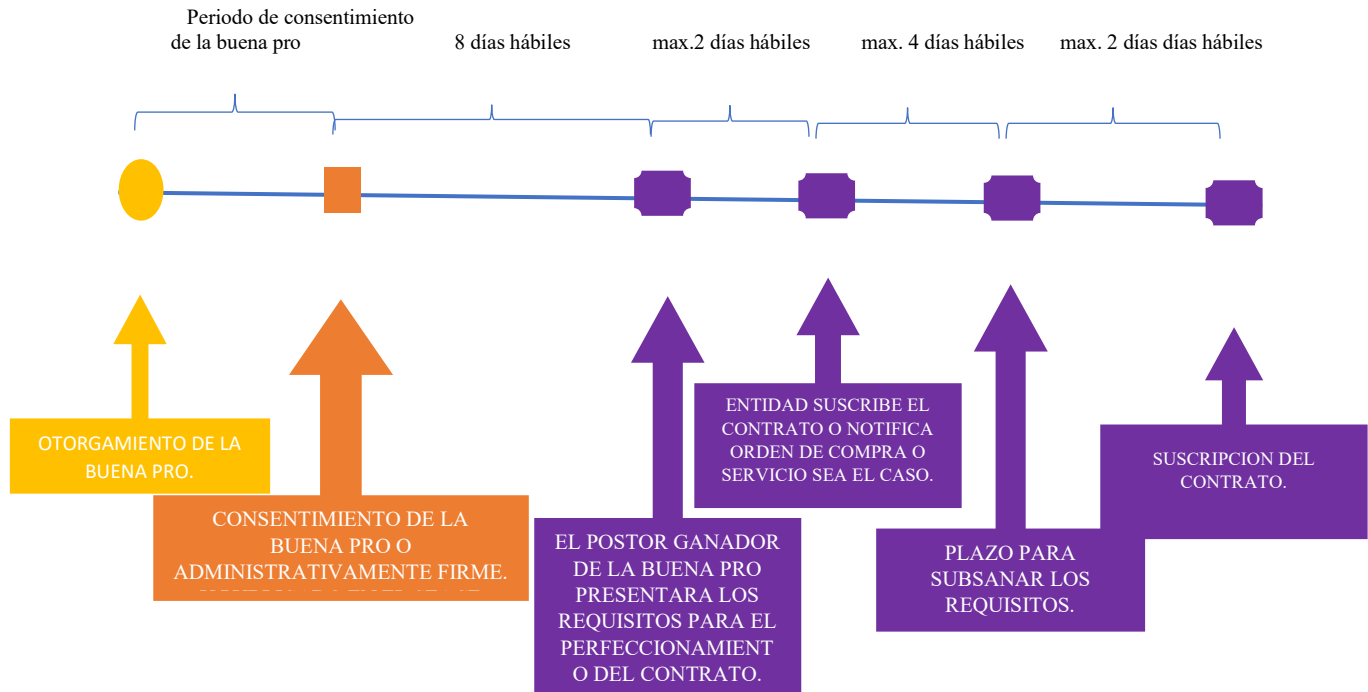 Periodo de consentimiento
de la buena pro
8 días hábiles
max.2 días hábiles
max. 4 días hábiles
max. 2 días días hábiles
OTORGAMIENTO DE LA
BUENA PRO.
CONSENTIMIENTO DE LA
BUENA PRO O
ADMINISTRATIVAMENTE FIRME.
EL POSTOR GANADOR
DE LA BUENA PRO
PRESENTARA LOS
REQUISITOS PARA EL
PERFECCIONAMIENT
O DEL CONTRATO.
ENTIDAD SUSCRIBE EL
CONTRATO O NOTIFICA
ORDEN DE COMPRA O
SERVICIO SEA EL CASO.
PLAZO PARA
SUBSANAR LOS
REQUISITOS.
SUSCRIPCION DEL
CONTRATO.